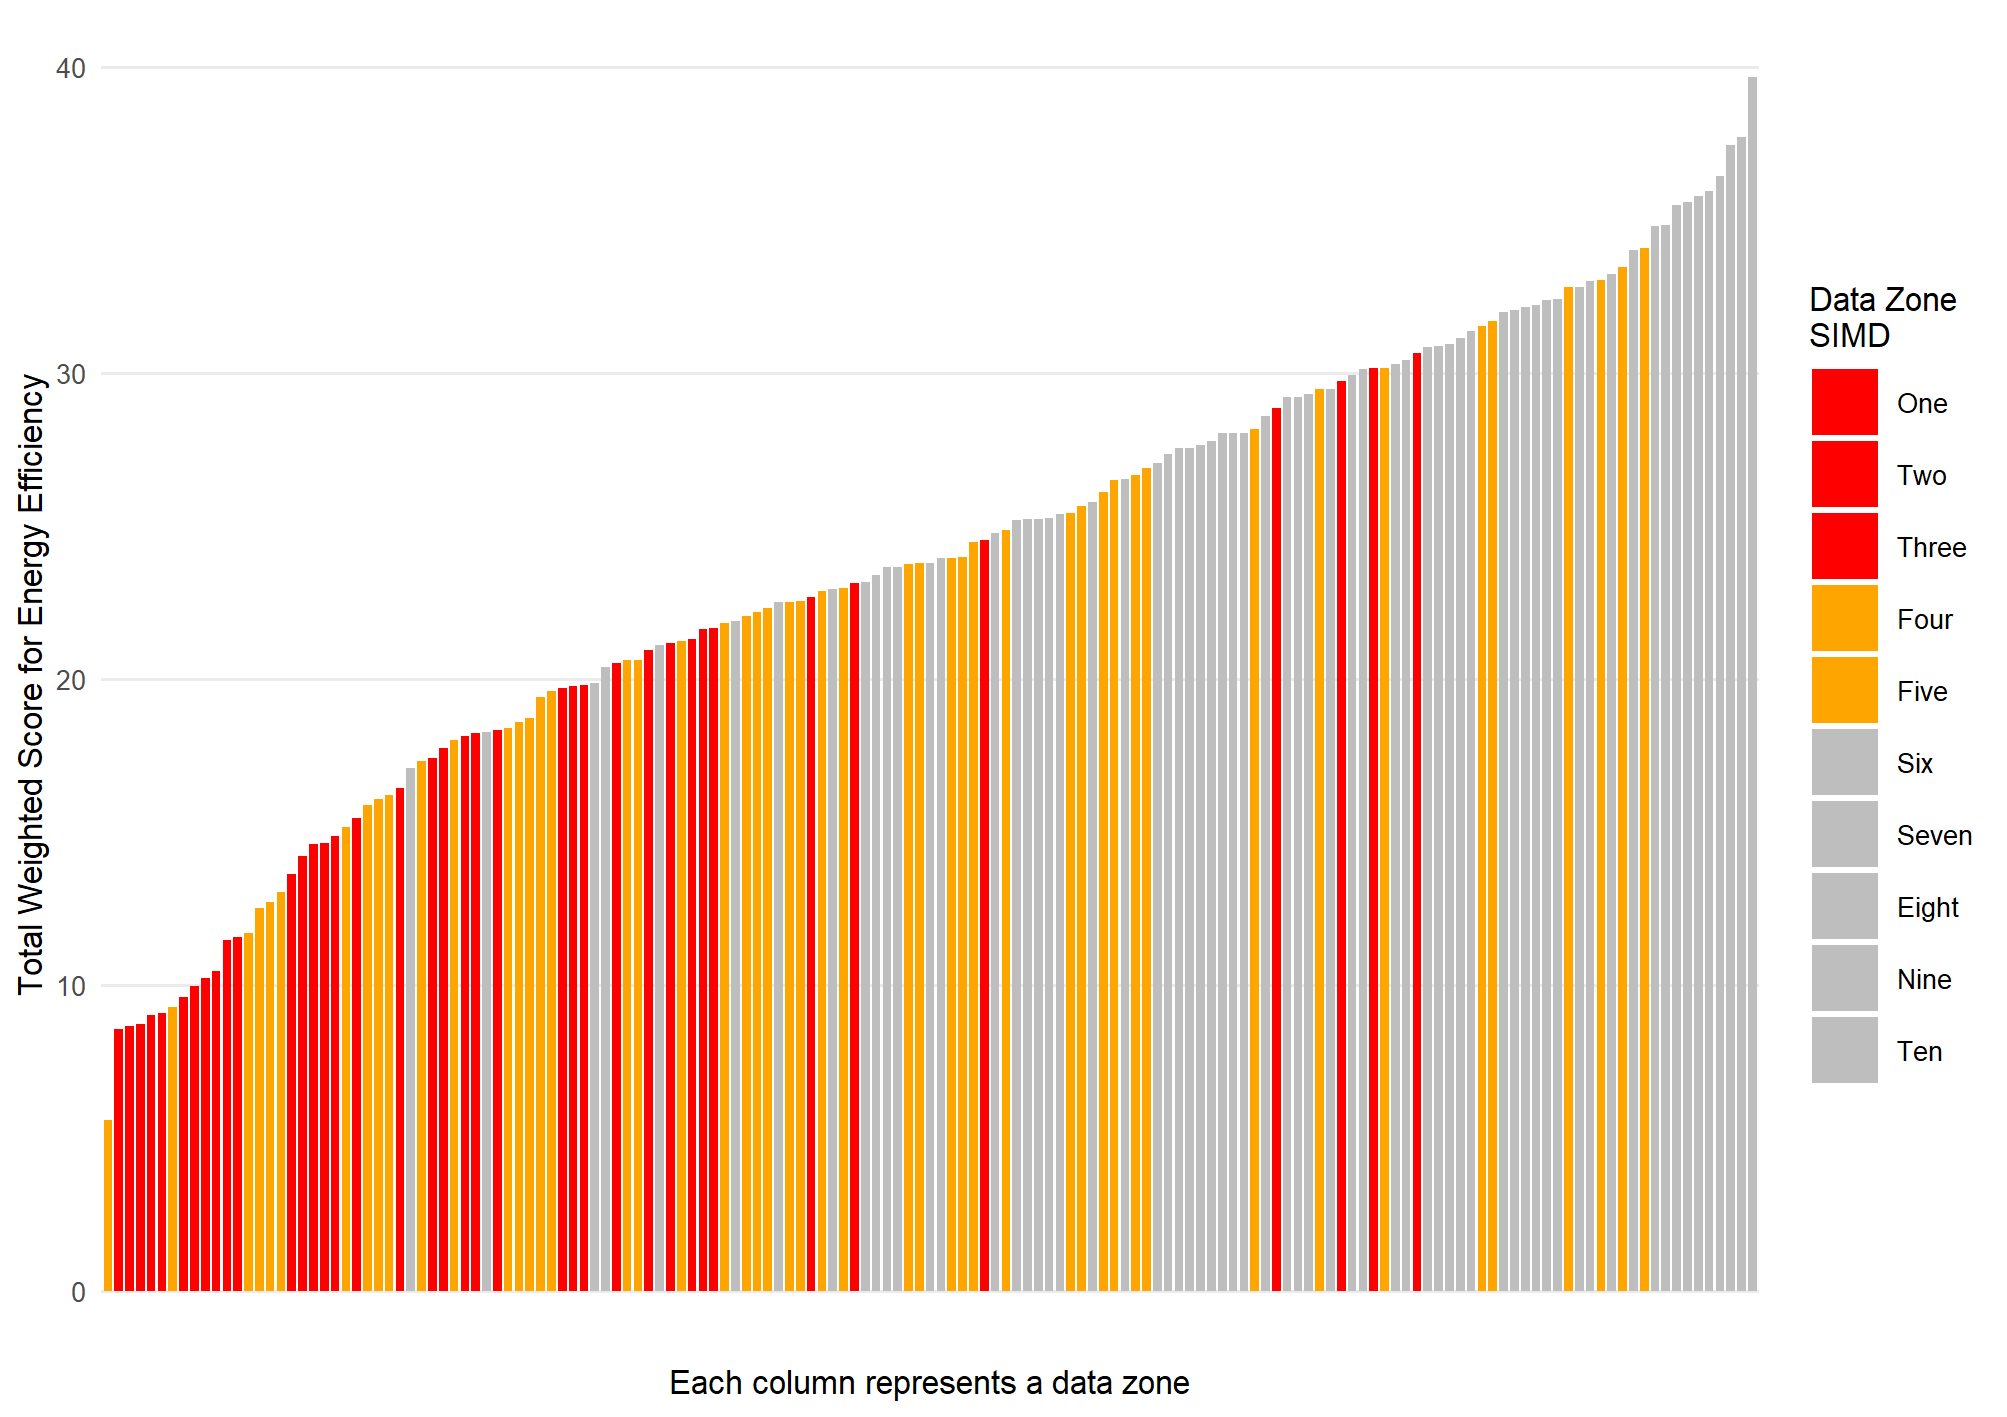 40
30
20
10
0
Total Weighted Score for Energy Efficiency
Each column represents a data zone
Data Zone
SIMD
One
Two
Three
Four
Five
Six
Seven
Eight
Nine
Ten